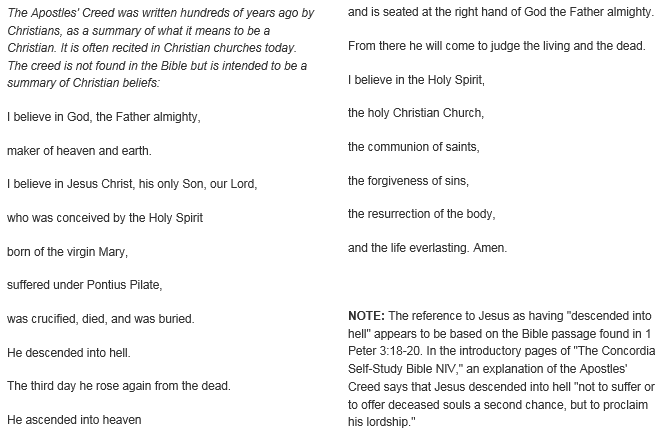 The Apostles' Creed was written hundreds of years ago by
Christians, as a summary of what it means to be a
Christian. It is often recited in Christian churches today.
The creed is not found in the Bible but is intended to be a
summary of Christian beliefs:
I believe in God, the Father almighty,
maker of heaven and earth.
I believe in Jesus Christ, his only Son, our Lord,
who was conceived by the Holy Spirit
born of the virgin Mary,
suffered under Pontius Pilate,
was crucified, died, and was buried.
He descended into hell.
The third day he rose again from the dead.
He ascended into heaven
and is seated at the right hand of God the Father almighty.
From there he will come to judge the living and the dead.
I believe in the Holy Spirit,
the holy Christian Church,
the communion of saints,
the forgiveness of sins,
the resurrection of the body,
and the life everlasting. Amen.
NOTE: The reference to Jesus as having "descended into
hell" appears to be based on the Bible passage found in 1
Peter 3:18-20. In the introductory pages of "The Concordia
Self-Study Bible NIV," an explanation of the Apostles'
Creed says that Jesus descended into hell "not to suffer or
to offer deceased souls a second chance, but to proclaim
his lordship."